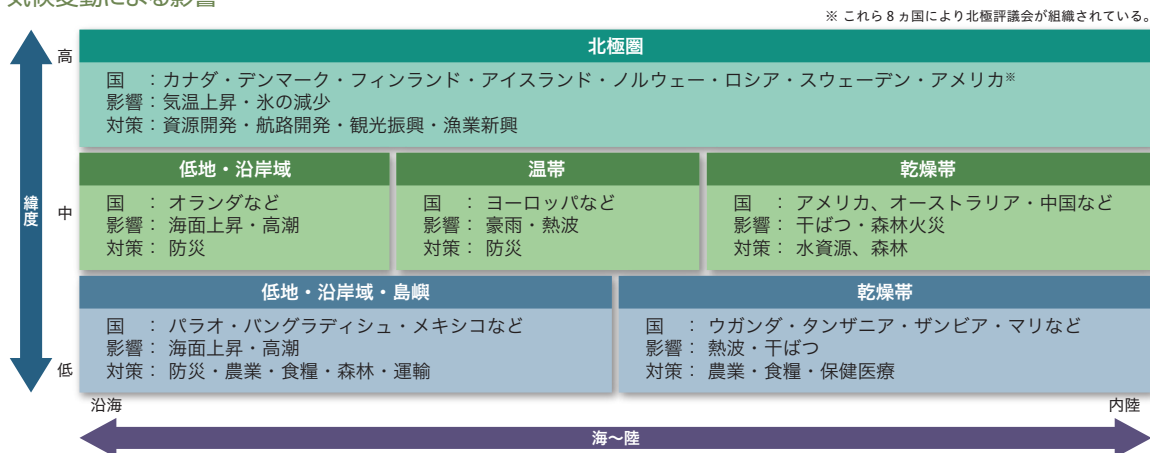 ※ これら８ヵ国により北極評議会が組織されている。
高
北極圏
国　：カナダ・デンマーク・フィンランド・アイスランド・ノルウェー・ロシア・スウェーデン・アメリカ※
影響：気温上昇・氷の減少
対策：資源開発・航路開発・観光振興・漁業新興
緯度
中
低地・沿岸域
国　： オランダなど
影響： 海面上昇・高潮
対策： 防災
温帯
国　： ヨーロッパなど
影響： 豪雨・熱波
対策： 防災
乾燥帯
国　： アメリカ、オーストラリア・中国など
影響： 干ばつ・森林火災
対策： 水資源、森林
低地・沿岸域・島嶼
国　： パラオ・バングラディシュ・メキシコなど
影響： 海面上昇・高潮
対策： 防災・農業・食糧・森林・運輸
乾燥帯
国　： ウガンダ・タンザニア・ザンビア・マリなど
影響： 熱波・干ばつ
対策： 農業・食糧・保健医療
低
沿海
内陸
海〜陸